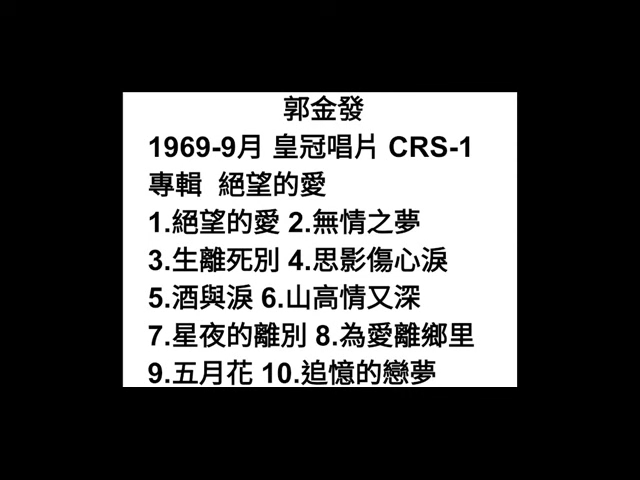 郭金發
1969-9月 皇冠唱片 CRS-1
專輯 絕望的愛
1.絕望的愛 2.無情之夢
3.生離死別 4.思影傷心淚
5.酒與淚 6.山高情又深
7.星夜的離別 8.為愛離鄉里
9.五月花 10.追憶的戀夢